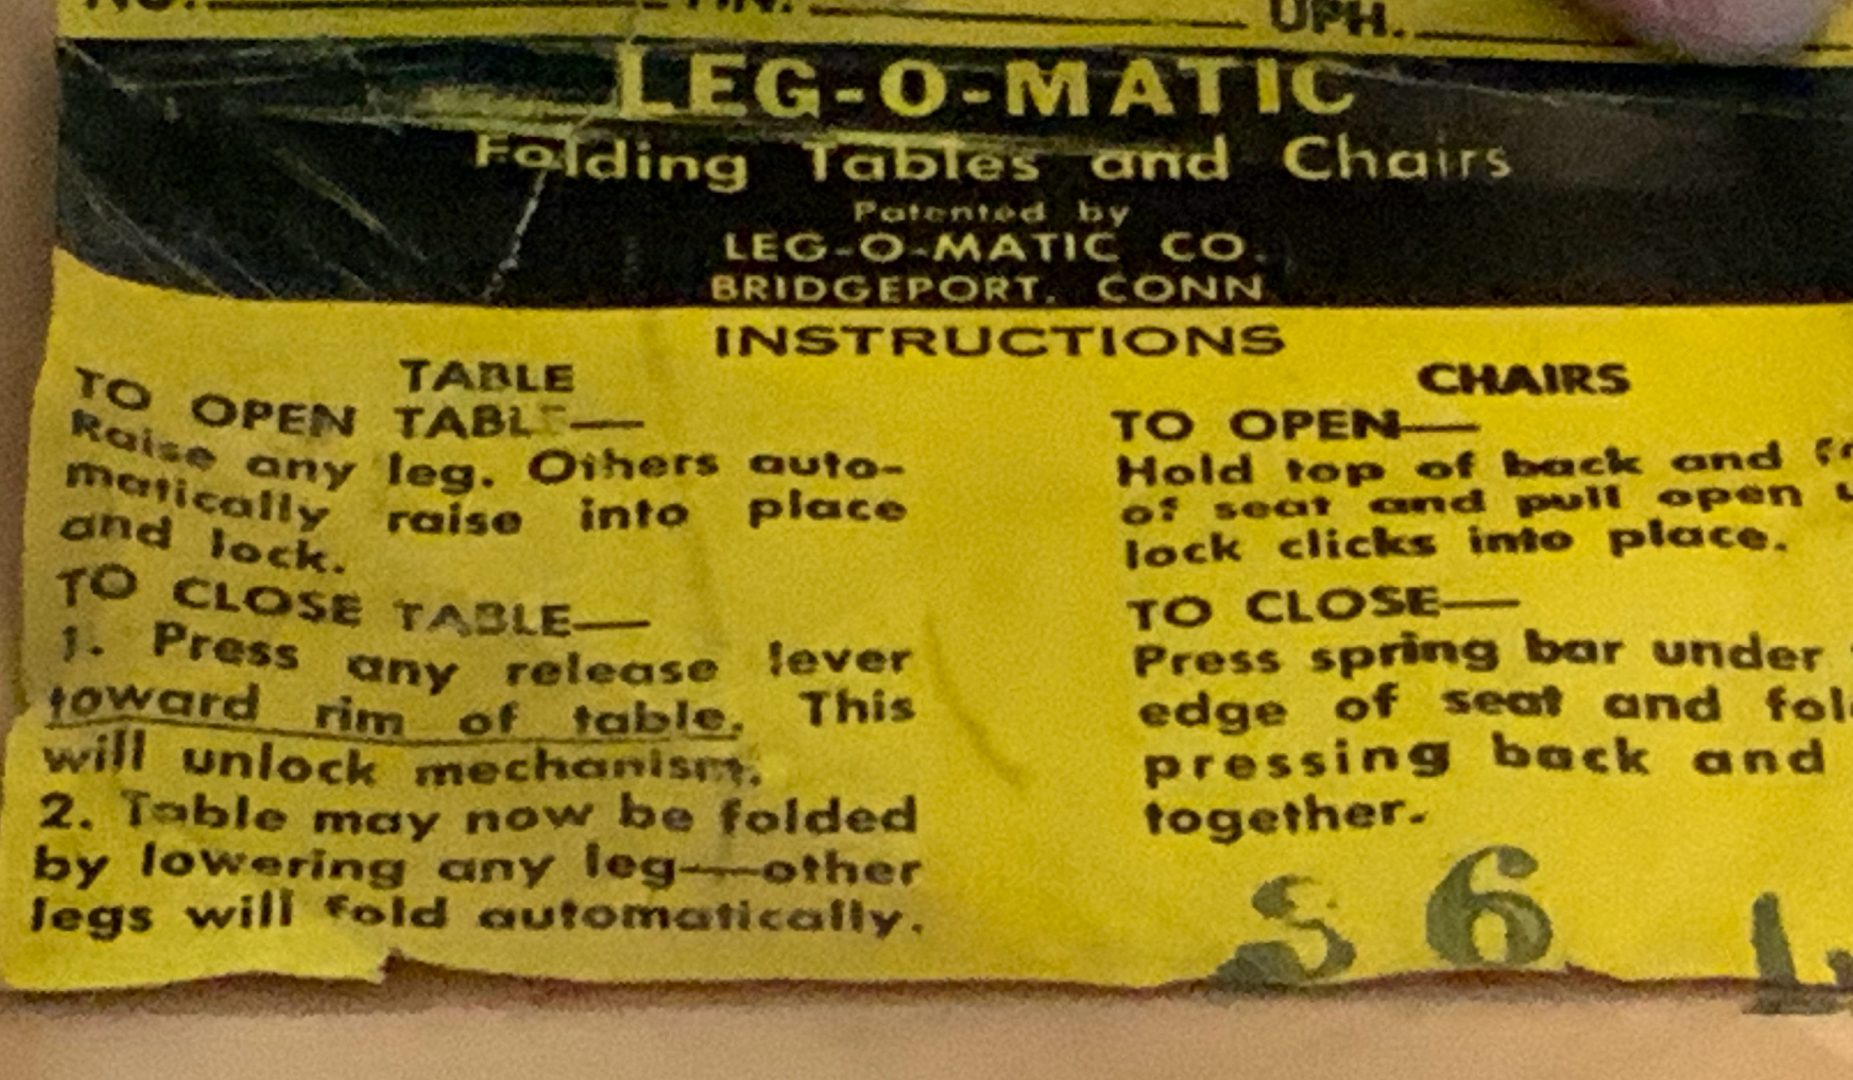 NO. FIN. UPH.
LEG-O-MATIC
Folding Tables and Chairs
Patented by
LEG-O-MATIC CO.
BRIDGEPORT, CONN
INSTRUCTIONS
TABLE
TO OPEN TABLE—
Raise any leg. Others auto-
matically raise into place
and lock.
TO CLOSE TABLE—
1. Press any release lever
toward rim of table. This
will unlock mechanism.
2. Table may now be folded
by lowering any leg—other
legs will fold automatically.
CHAIRS
TO OPEN—
Hold top of back and
of seat and pull open
lock clicks into place.
TO CLOSE—
Press spring bar under
edge of seat and
pressing back and
together.
S 6